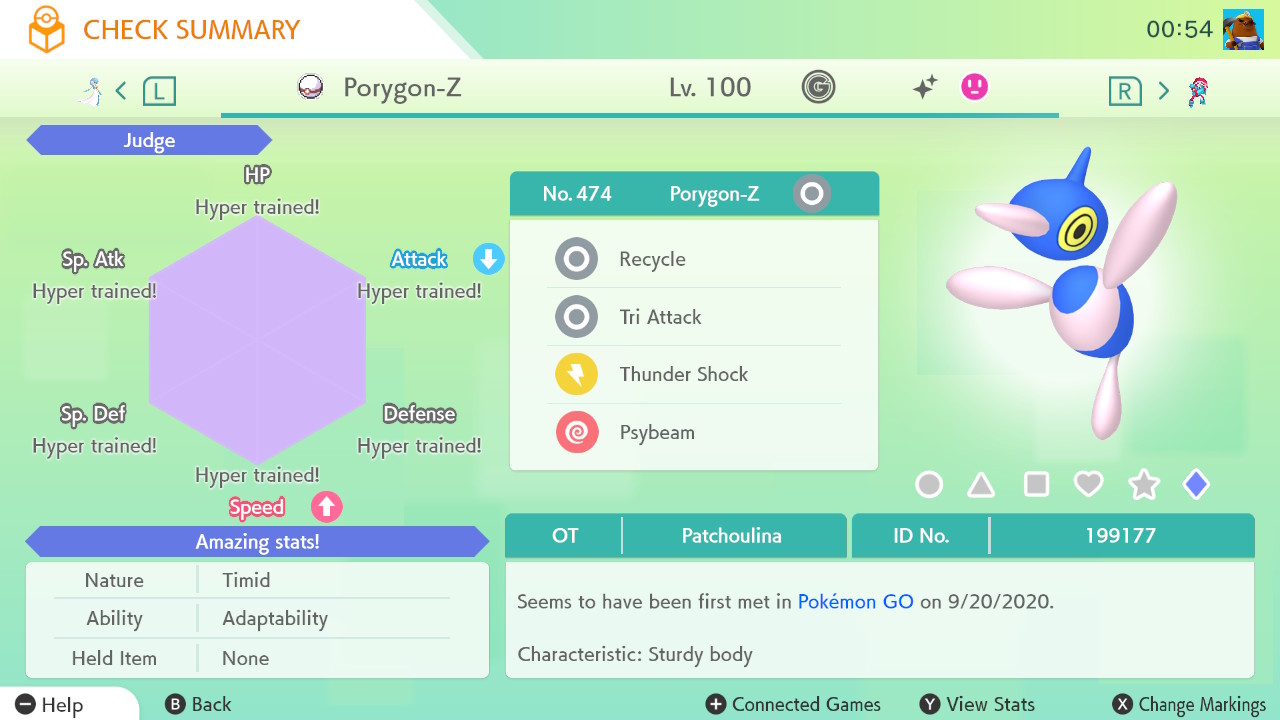 CHECK SUMMARY
00:54
L
Porygon-Z
Lv. 100
G
R
Judge
HP
Hyper trained!
Sp. Atk
Hyper trained!
Attack
Hyper trained!
Sp. Def
Hyper trained!
Defense
Hyper trained!
Hyper trained!
Speed
Amazing stats!
Nature Timid
Ability Adaptability
Held Item None
No. 474 Porygon-Z
Recycle
Tri Attack
Thunder Shock
Psybeam
OT Patchoulina ID No. 199177
Seems to have been first met in Pokémon GO on 9/20/2020.
Characteristic: Sturdy body
Help B Back Connected Games Y View Stats X Change Markings